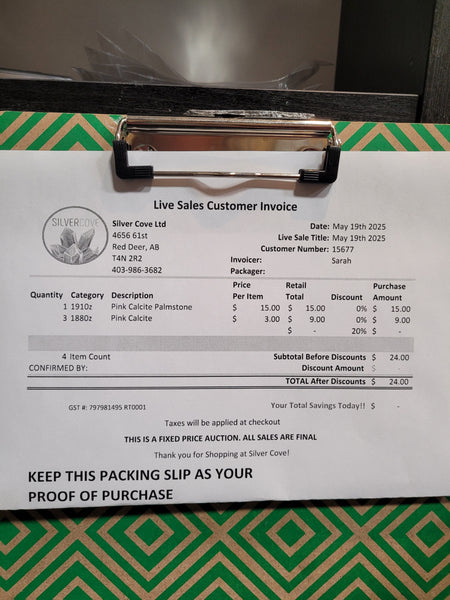 Live Sales Customer Invoice
SILVERCOVE
Silver Cove Ltd
4656 61st
Red Deer, AB
T4N 2R2
403-986-3682
Date: May 19th 2025
Live Sale Title: May 19th 2025
Customer Number: 15677
Invoicer: Sarah
Packager:
Quantity Category Description Price Per Item Retail Total Discount Purchase Amount
1 1910z Pink Calcite Palmstone $ 15.00 $ 15.00 0% $ 15.00
3 1880z Pink Calcite $ 3.00 $ 9.00 0% $ 9.00
$ - 20% $ -
4 Item Count Subtotal Before Discounts $ 24.00
CONFIRMED BY: Discount Amount $ -
TOTAL After Discounts $ 24.00
GST #: 797981495 RT0001 Your Total Savings Today!! $ -
Taxes will be applied at checkout
THIS IS A FIXED PRICE AUCTION. ALL SALES ARE FINAL
Thank you for Shopping at Silver Cove!
KEEP THIS PACKING SLIP AS YOUR
PROOF OF PURCHASE